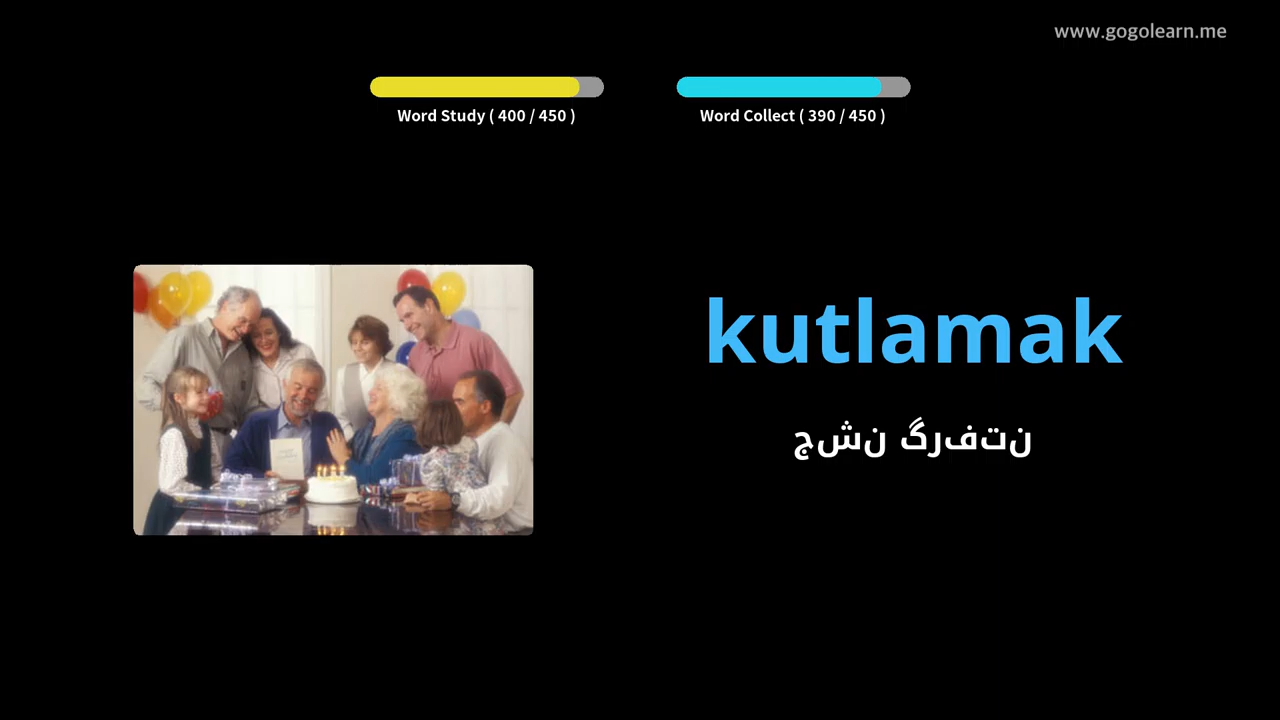 www.gogolearn.me
Word Study ( 400 / 450 )
Word Collect ( 390 / 450 )
kutlamak
جشن گرفتن